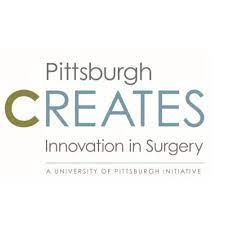 Pittsburgh
CREATES
Innovation in Surgery
A UNIVERSITY OF PITTSBURGH INITIATIVE